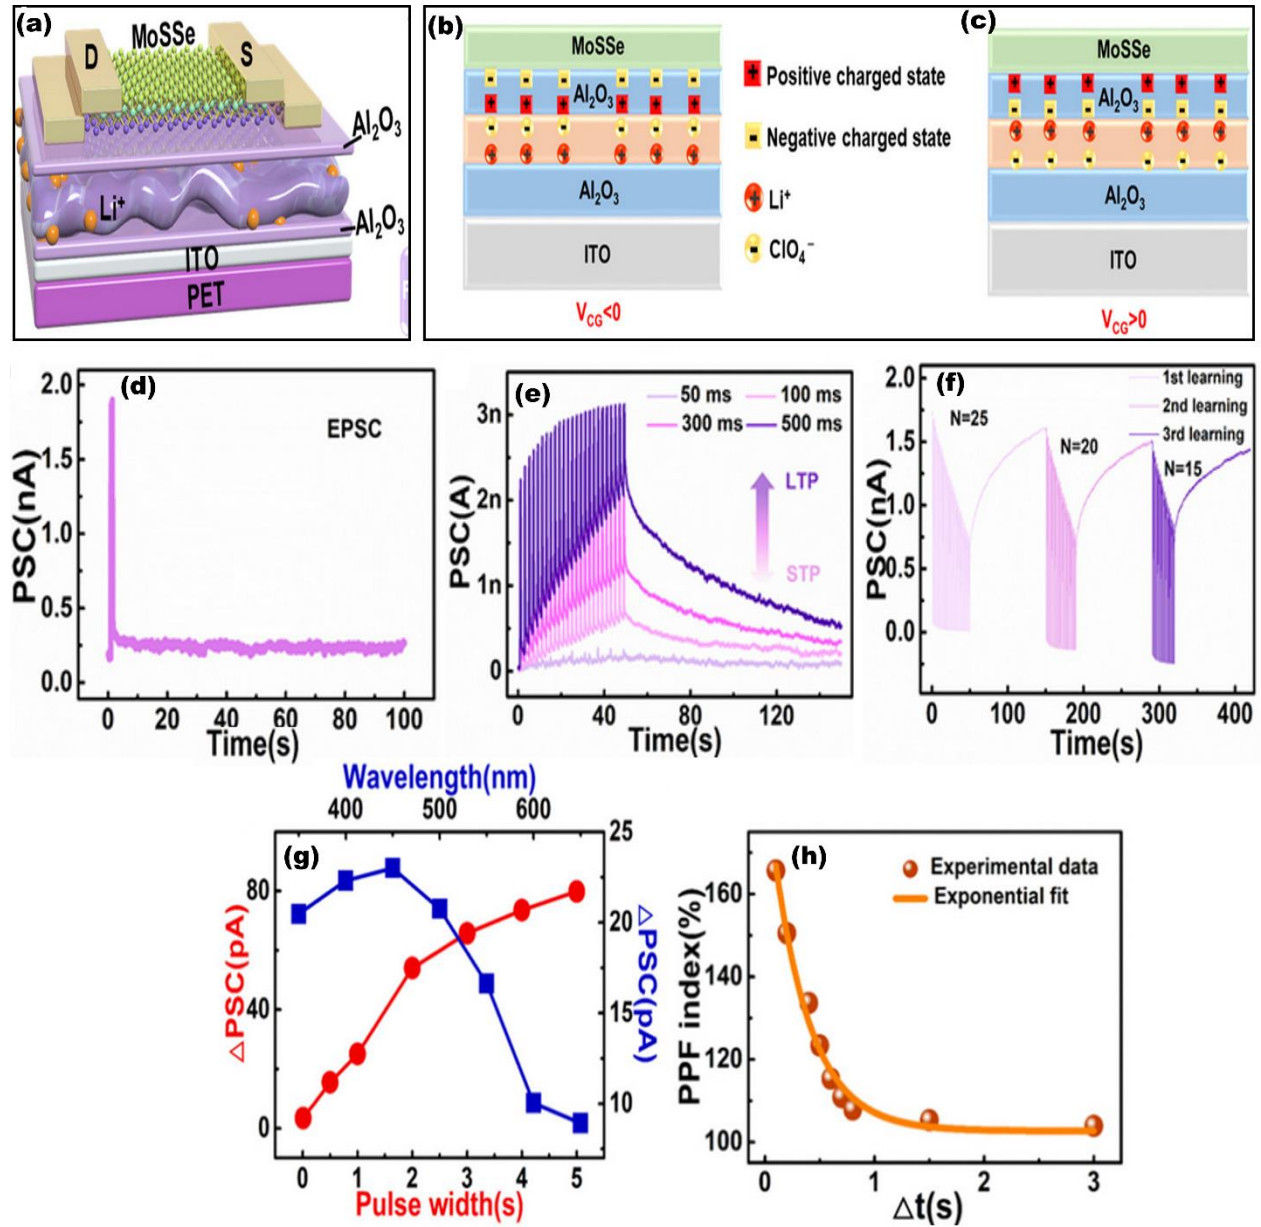 (a)
MoSSe
D
S
Al₂O₃
Li⁺
Al₂O₃
ITO
PET
(b)
MoSSe
Al₂O₃
Al₂O₃
ITO
V_CG<0
+ Positive charged state
- Negative charged state
+ Li⁺
- ClO₄⁻
(c)
MoSSe
Al₂O₃
Al₂O₃
ITO
V_CG>0
(d)
EPSC
PSC(nA)
2.0
1.5
1.0
0.5
0.0
0 20 40 60 80 100
Time(s)
(e)
50 ms 100 ms
300 ms 500 ms
LTP
STP
PSC(A)
3n
2n
1n
0
0 40 80 120
Time(s)
(f)
1st learning
2nd learning
3rd learning
N=25
N=20
N=15
PSC(nA)
2.0
1.5
1.0
0.5
0.0
0 100 200 300 400
Time(s)
Wavelength(nm)
400 500 600
(g)
△PSC(pA)
80
40
0
25
20
15
10
△PSC(pA)
0 1 2 3 4 5
Pulse width(s)
(h)
Experimental data
Exponential fit
PPF index(%)
160
140
120
100
0 1 2 3
△t(s)